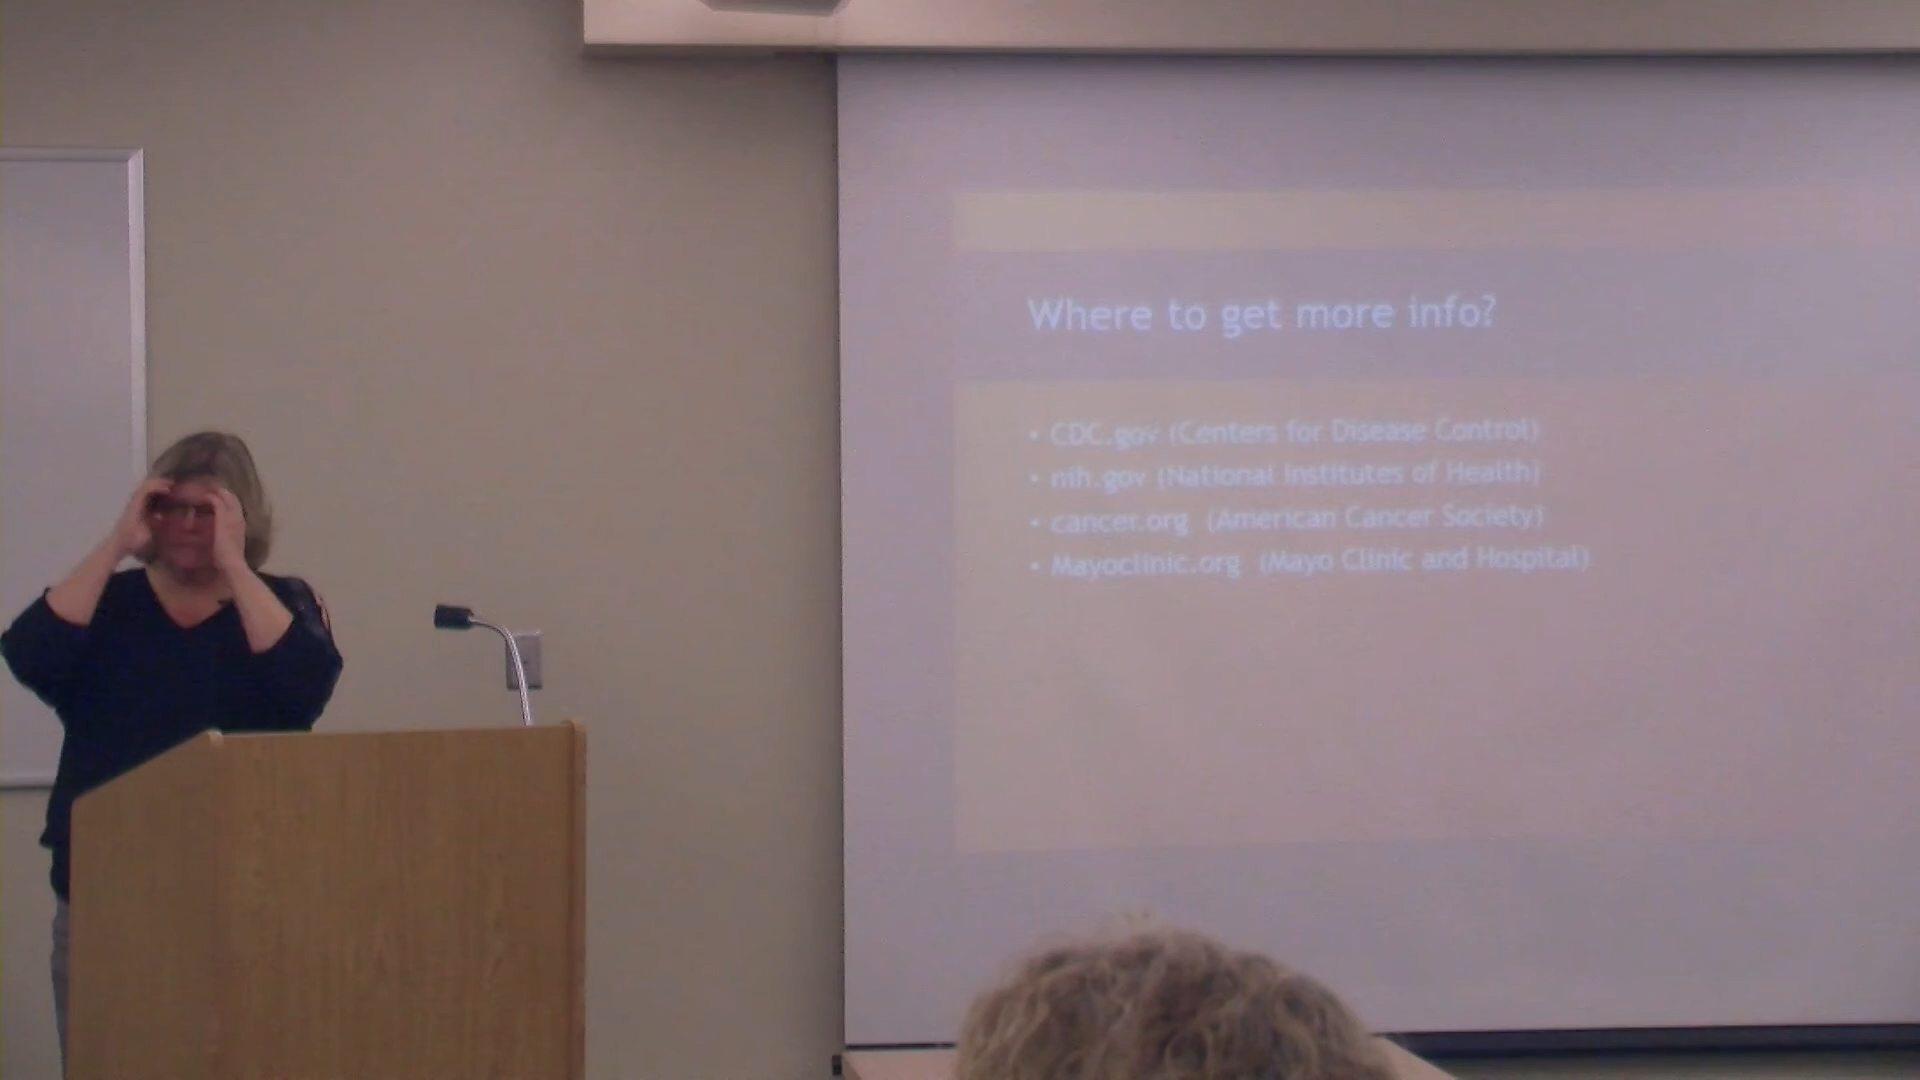 Where to get more info?
• CDC.gov (Centers for Disease Control)
• nih.gov (National Institutes of Health)
• cancer.org (American Cancer Society)
• Mayoclinic.org (Mayo Clinic and Hospital)